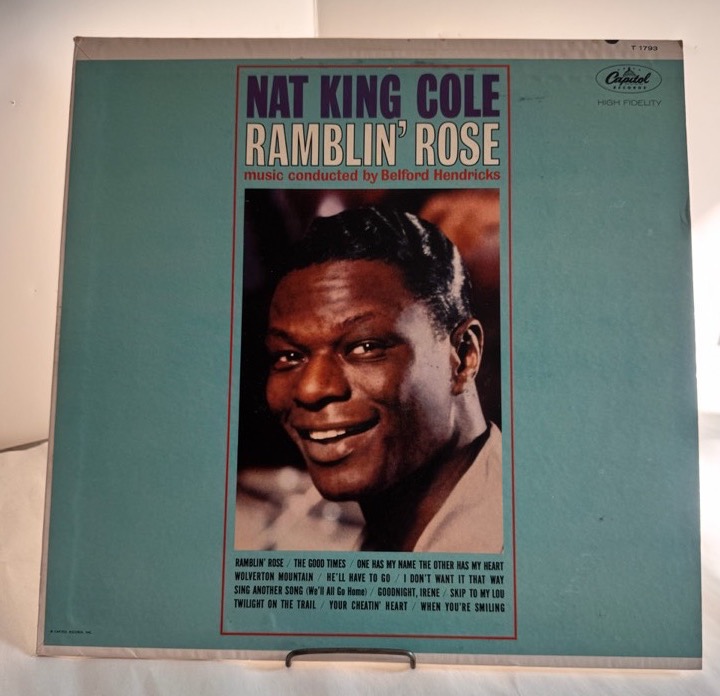 T 1793
Capitol
RECORDS
HIGH FIDELITY
NAT KING COLE
RAMBLIN' ROSE
music conducted by Belford Hendricks
RAMBLIN' ROSE / THE GOOD TIMES / ONE HAS MY NAME THE OTHER HAS MY HEART
WOLVERTON MOUNTAIN / HE'LL HAVE TO GO / I DON'T WANT IT THAT WAY
SING ANOTHER SONG (We'll All Go Home) / GOODNIGHT, IRENE / SKIP TO MY LOU
TWILIGHT ON THE TRAIL / YOUR CHEATIN' HEART / WHEN YOU'RE SMILING
CAPITOL RECORDS, INC.